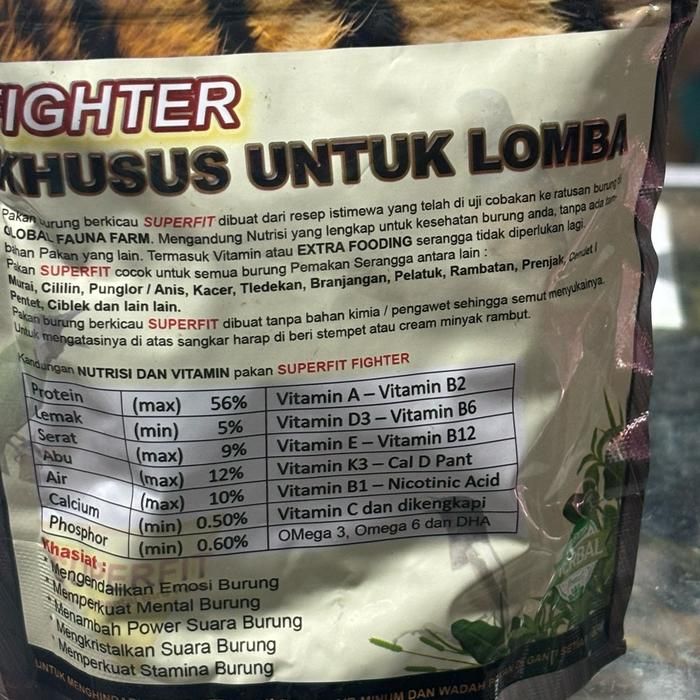 FIGHTER
KHUSUS UNTUK LOMBA
Pakan burung berkicau SUPERFIT dibuat dari resep istimewa yang telah di uji cobakan ke ratusan burung di
GLOBAL FAUNA FARM. Mengandung Nutrisi yang lengkap untuk kesehatan burung anda, tanpa ada tam-
bahan Pakan yang lain. Termasuk Vitamin atau EXTRA FOODING serangga tidak diperlukan lagi.
Pakan SUPERFIT cocok untuk semua burung Pemakan Serangga antara lain :
Murai, Cililin, Punglor / Anis, Kacer, Tledekan, Branjangan, Pelatuk, Rambatan, Prenjak,
Pentet, Ciblek dan lain lain.
Pakan burung berkicau SUPERFIT dibuat tanpa bahan kimia / pengawet sehingga semut menyukainya.
Untuk mengatasinya di atas sangkar harap di beri stempet atau cream minyak rambut.
Kandungan NUTRISI DAN VITAMIN pakan SUPERFIT FIGHTER
Protein (max) 56% Vitamin A – Vitamin B2
Lemak (min) 5% Vitamin D3 – Vitamin B6
Serat (max) 9% Vitamin E – Vitamin B12
Abu (max) 12% Vitamin K3 – Cal D Pant
Air (max) 10% Vitamin B1 – Nicotinic Acid
Calcium (min) 0.50% Vitamin C dan dikengkapi
Phosphor (min) 0.60% OMega 3, Omega 6 dan DHA
Khasiat :
* Mengendalikan Emosi Burung
* Memperkuat Mental Burung
* Menambah Power Suara Burung
* Mengkristalkan Suara Burung
* Memperkuat Stamina Burung
SUPERFIT
HERBAL
UNTUK MINUM DAN WADAH